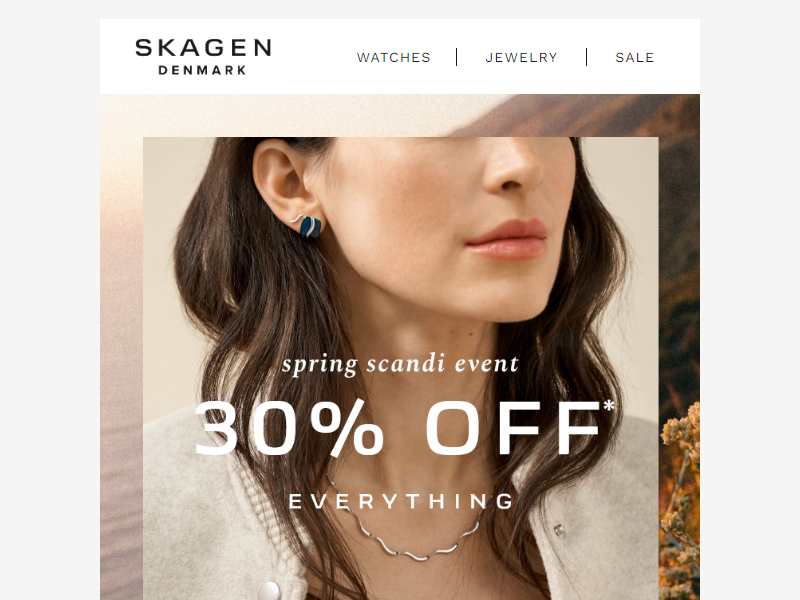 SKAGEN
DENMARK
WATCHES | JEWELRY | SALE
spring scandi event
30% OFF*
EVERYTHING